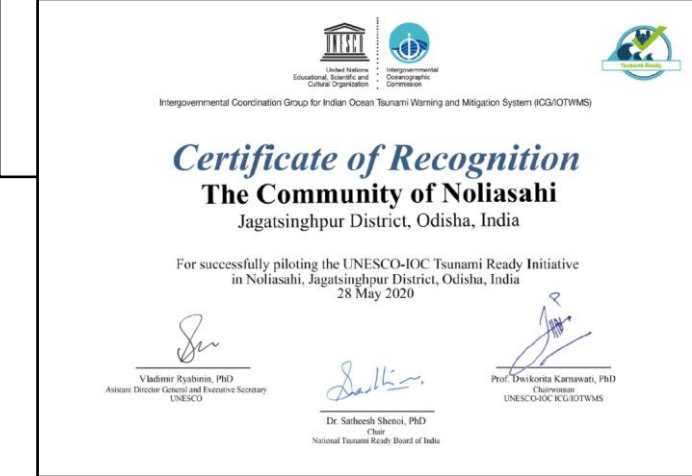 UNESCO
United Nations
Educational, Scientific and
Cultural Organization
Intergovernmental
Oceanographic
Commission
Tsunami Ready
Intergovernmental Coordination Group for Indian Ocean Tsunami Warning and Mitigation System (ICG/IOTWMS)
Certificate of Recognition
The Community of Noliasahi
Jagatsinghpur District, Odisha, India
For successfully piloting the UNESCO-IOC Tsunami Ready Initiative
in Noliasahi, Jagatsinghpur District, Odisha, India
28 May 2020
Vladimir Ryabinin, PhD
Assistant Director General and Executive Secretary
UNESCO
Dr. Satheesh Shenoi, PhD
Chair
National Tsunami Ready Board of India
Prof. Dwikorita Karnawati, PhD
Chairwoman
UNESCO-IOC ICG/IOTWMS